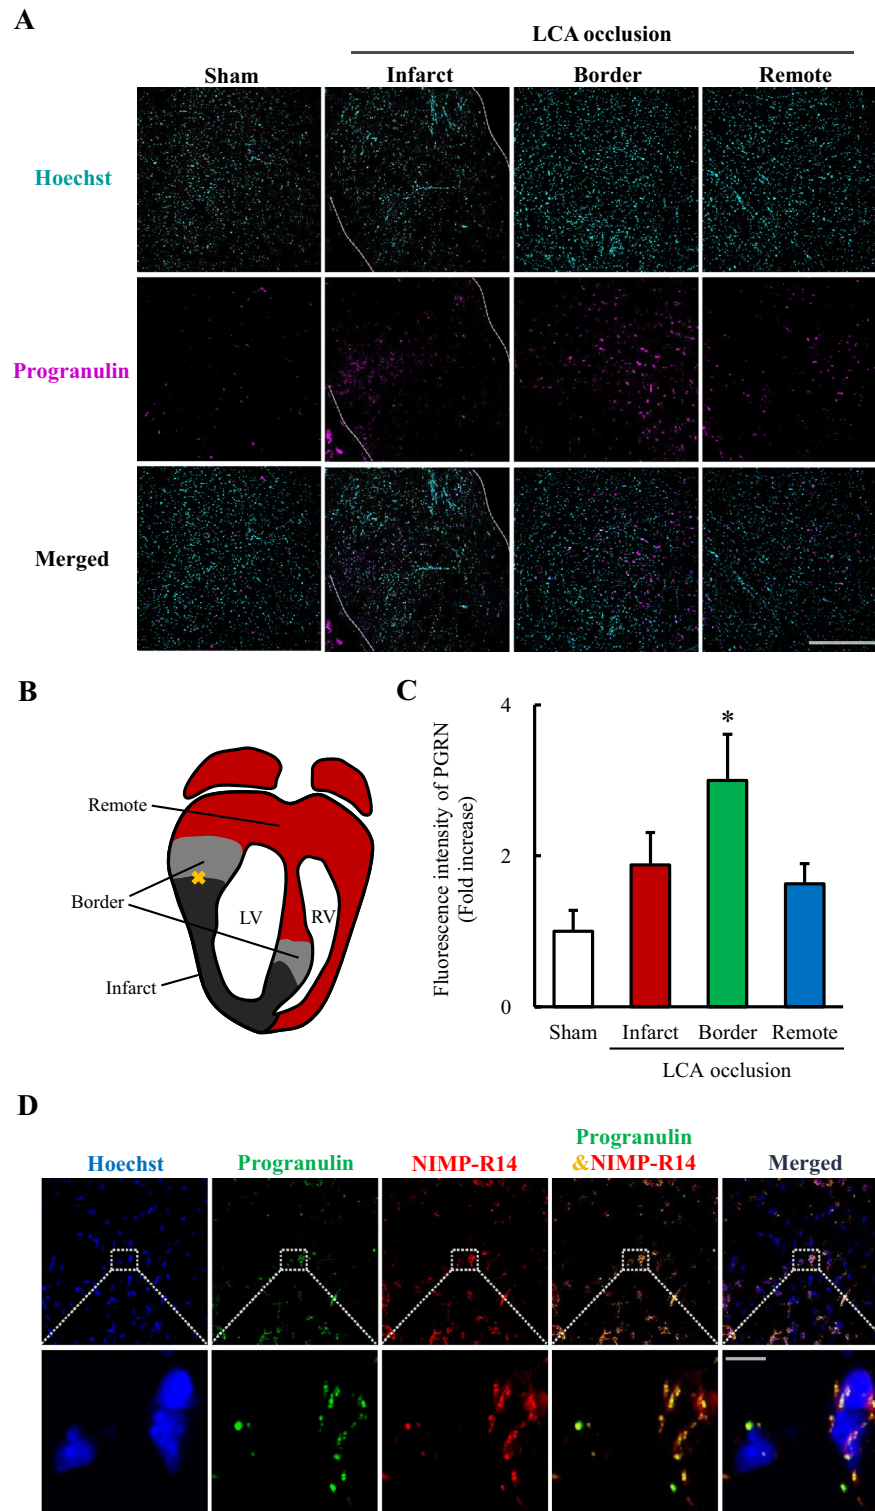 A
LCA occlusion
Sham Infarct Border Remote
Hoechst
Progranulin
Merged
B
Remote
Border
Infarct
LV
RV
C
Fluorescence intensity of PGRN
(Fold increase)
4
2
0
*
Sham Infarct Border Remote
LCA occlusion
D
Hoechst Progranulin NIMP-R14 Progranulin
&NIMP-R14 Merged